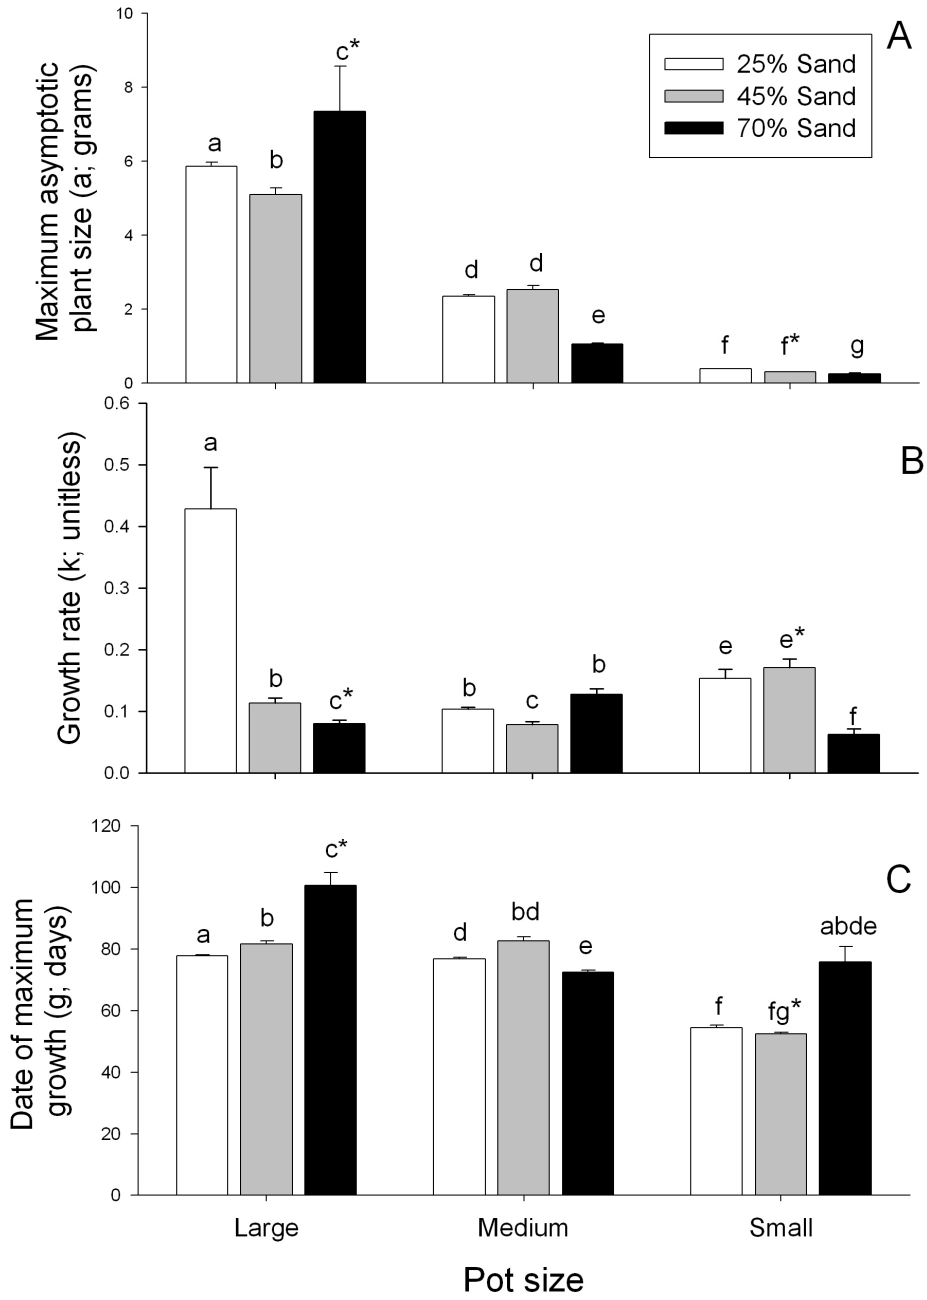 A
25% Sand
45% Sand
70% Sand
Maximum asymptotic
plant size (a; grams)
10
8
6
4
2
0
a
b
c*
d
d
e
f
f*
g
B
Growth rate (k; unitless)
0.6
0.5
0.4
0.3
0.2
0.1
0.0
a
b
c*
b
c
b
e
e*
f
C
Date of maximum
growth (g; days)
120
100
80
60
40
20
0
a
b
c*
d
bd
e
f
fg*
abde
Large
Medium
Small
Pot size